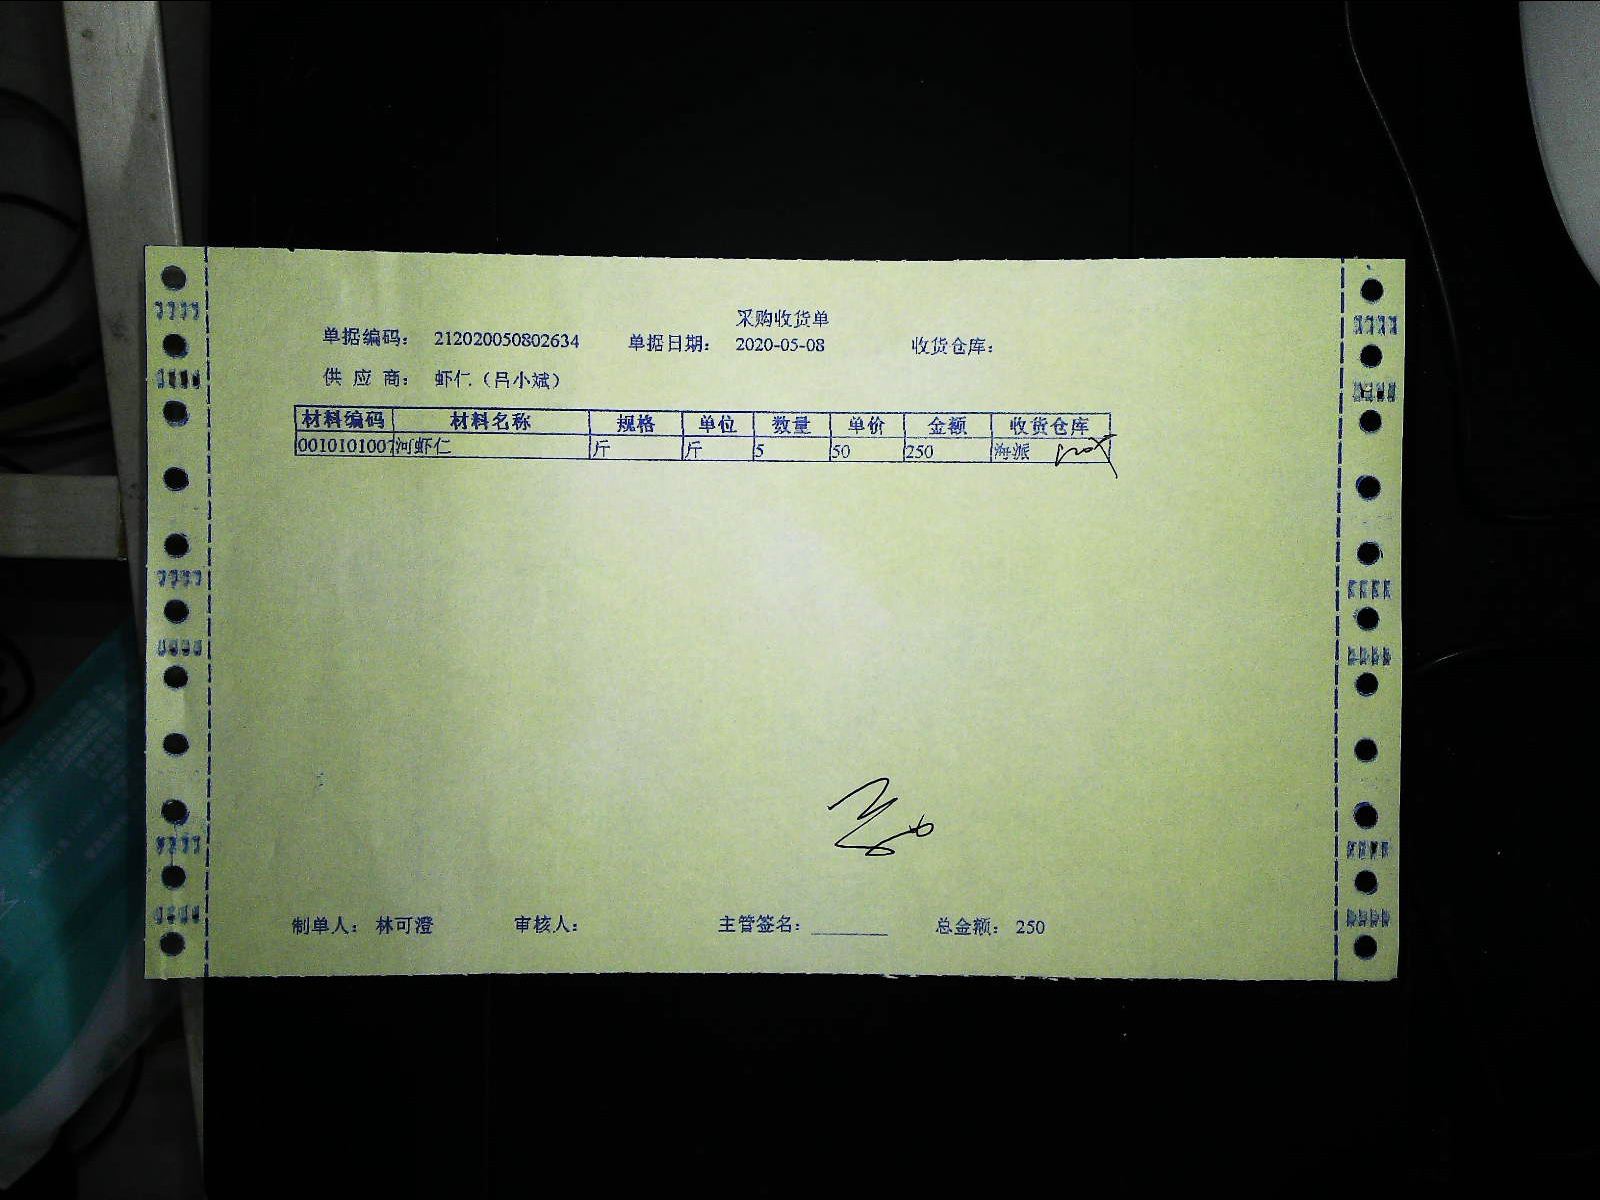 采购收货单
单据编码： 212020050802634 单据日期： 2020-05-08 收货仓库：
供 应 商： 虾仁（吕小斌）
材料编码 材料名称 规格 单位 数量 单价 金额 收货仓库
0010101007 河虾仁 斤 斤 5 50 250 海派
制单人： 林可澄 审核人： 主管签名： ________ 总金额： 250